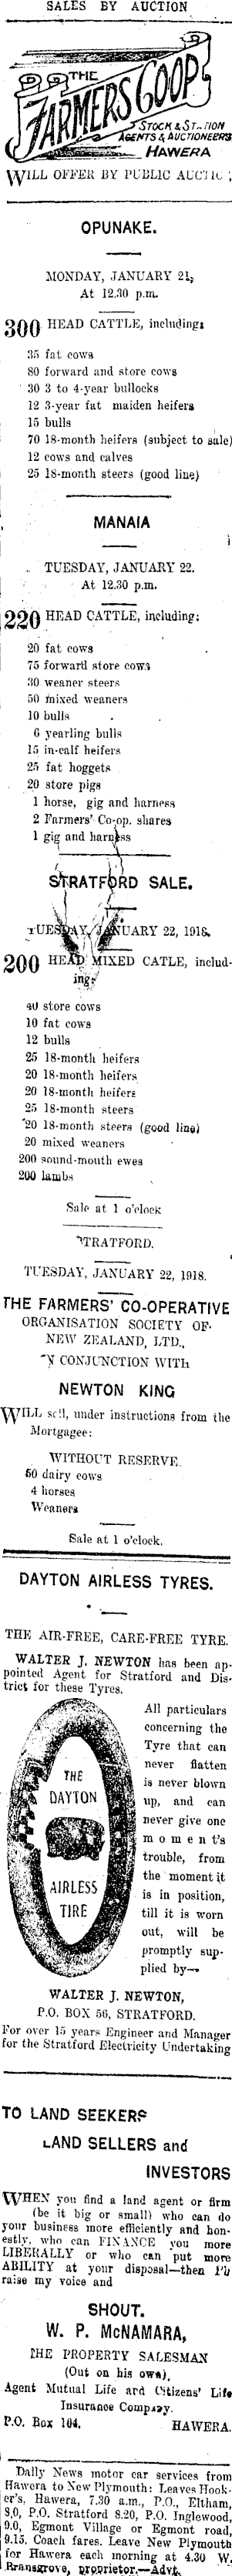 SALES BY AUCTION
THE
FARMERS COOP
STOCK & STATION
AGENTS & AUCTIONEERS
HAWERA
WILL OFFER BY PUBLIC AUCTIC ;
OPUNAKE.
MONDAY, JANUARY 21,
At 12.30 p.m.
300 HEAD CATTLE, including:
35 fat cows
80 forward and store cows
30 3 to 4-year bullocks
12 3-year fat maiden heifers
15 bulls
70 18-month heifers (subject to sale)
12 cows and calves
25 18-month steers (good line)
MANAIA
TUESDAY, JANUARY 22.
At 12.30 p.m.
220 HEAD CATTLE, including:
20 fat cows
75 forward store cows
30 weaner steers
50 mixed weaners
10 bulls
6 yearling bulls
15 in-calf heifers
25 fat hoggets
20 store pigs
1 horse, gig and harness
2 Farmers' Co-op. shares
1 gig and harness
STRATFORD SALE.
TUESDAY, JANUARY 22, 1918.
200 HEAD MIXED CATLE, includ-
ing:
40 store cows
10 fat cows
12 bulls
25 18-month heifers
20 18-month heifers
20 18-month heifers
25 18-month steers
20 18-month steers (good line)
20 mixed weaners
200 sound-mouth ewes
200 lambs
Sale at 1 o'clock
STRATFORD.
TUESDAY, JANUARY 22, 1918.
THE FARMERS' CO-OPERATIVE
ORGANISATION SOCIETY OF
NEW ZEALAND, LTD.,
IN CONJUNCTION WITH
NEWTON KING
WILL sell, under instructions from the
Mortgagee:
WITHOUT RESERVE.
60 dairy cows
4 horses
Weaners
Sale at 1 o'clock.
DAYTON AIRLESS TYRES.
THE AIR-FREE, CARE-FREE TYRE.
WALTER J. NEWTON has been ap-
pointed Agent for Stratford and Dis-
trict for these Tyres.
THE
DAYTON
AIRLESS
TIRE
All particulars
concerning the
Tyre that can
never flatten
is never blown
up, and can
never give one
moment's
trouble, from
the moment it
is in position,
till it is worn
out, will be
promptly sup-
plied by—
WALTER J. NEWTON,
P.O. BOX 56, STRATFORD.
For over 15 years Engineer and Manager
for the Stratford Electricity Undertaking
TO LAND SEEKERS
LAND SELLERS and
INVESTORS
WHEN you find a land agent or firm
(be it big or small) who can do
your business more efficiently and hon-
estly, who can FINANCE you more
LIBERALLY or who can put more
ABILITY at your disposal—then I'll
raise my voice and
SHOUT.
W. P. McNAMARA,
THE PROPERTY SALESMAN
(Out on his own).
Agent Mutual Life and Citizens' Life
Insurance Company.
P.O. Box 104. HAWERA.
Daily News motor car services from
Hawera to New Plymouth: Leaves Hook-
er's, Hawera, 7.30 a.m., P.O., Eltham,
8.0, P.O. Stratford 8.20, P.O. Inglewood,
9.0, Egmont Village or Egmont road,
9.15. Coach fares. Leave New Plymouth
for Hawera each morning at 4.30 W.
Bransgrove, proprietor.—Advt.